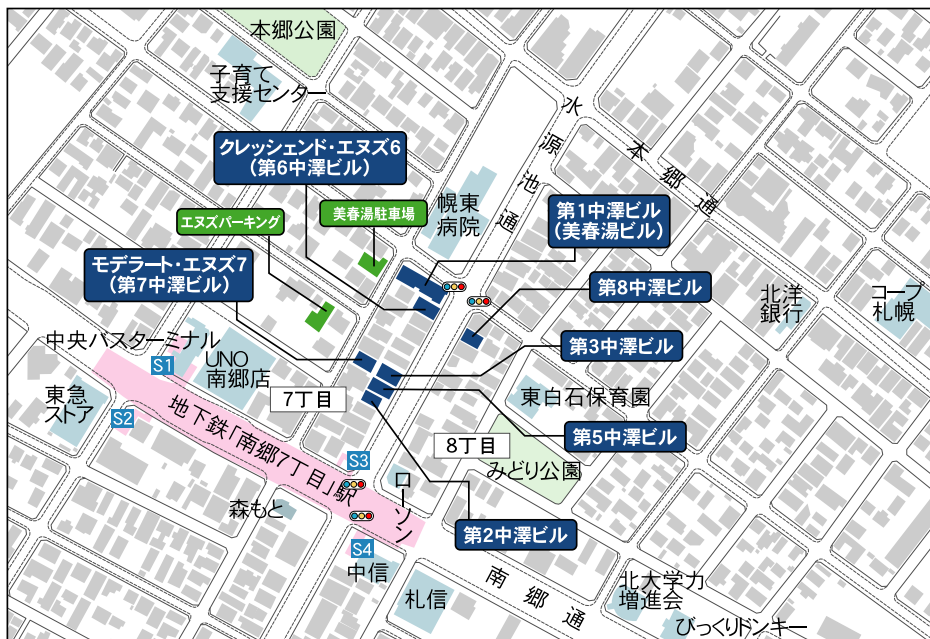 本郷公園
子育て
支援センター
水源池通
本郷通
クレッシェンド・エヌズ6
(第6中澤ビル)
幌東
病院
第1中澤ビル
(美春湯ビル)
エヌズパーキング
美春湯駐車場
モデラート・エヌズ7
(第7中澤ビル)
第8中澤ビル
北洋
銀行
コープ
札幌
中央バスターミナル
S1
UNO
南郷店
第3中澤ビル
東急
ストア
S2
7丁目
東白石保育園
地下鉄「南郷7丁目」駅
8丁目
第5中澤ビル
S3
みどり公園
ローソン
森もと
第2中澤ビル
S4
中信
札信
南郷通
北大学力
増進会
びっくりドンキー